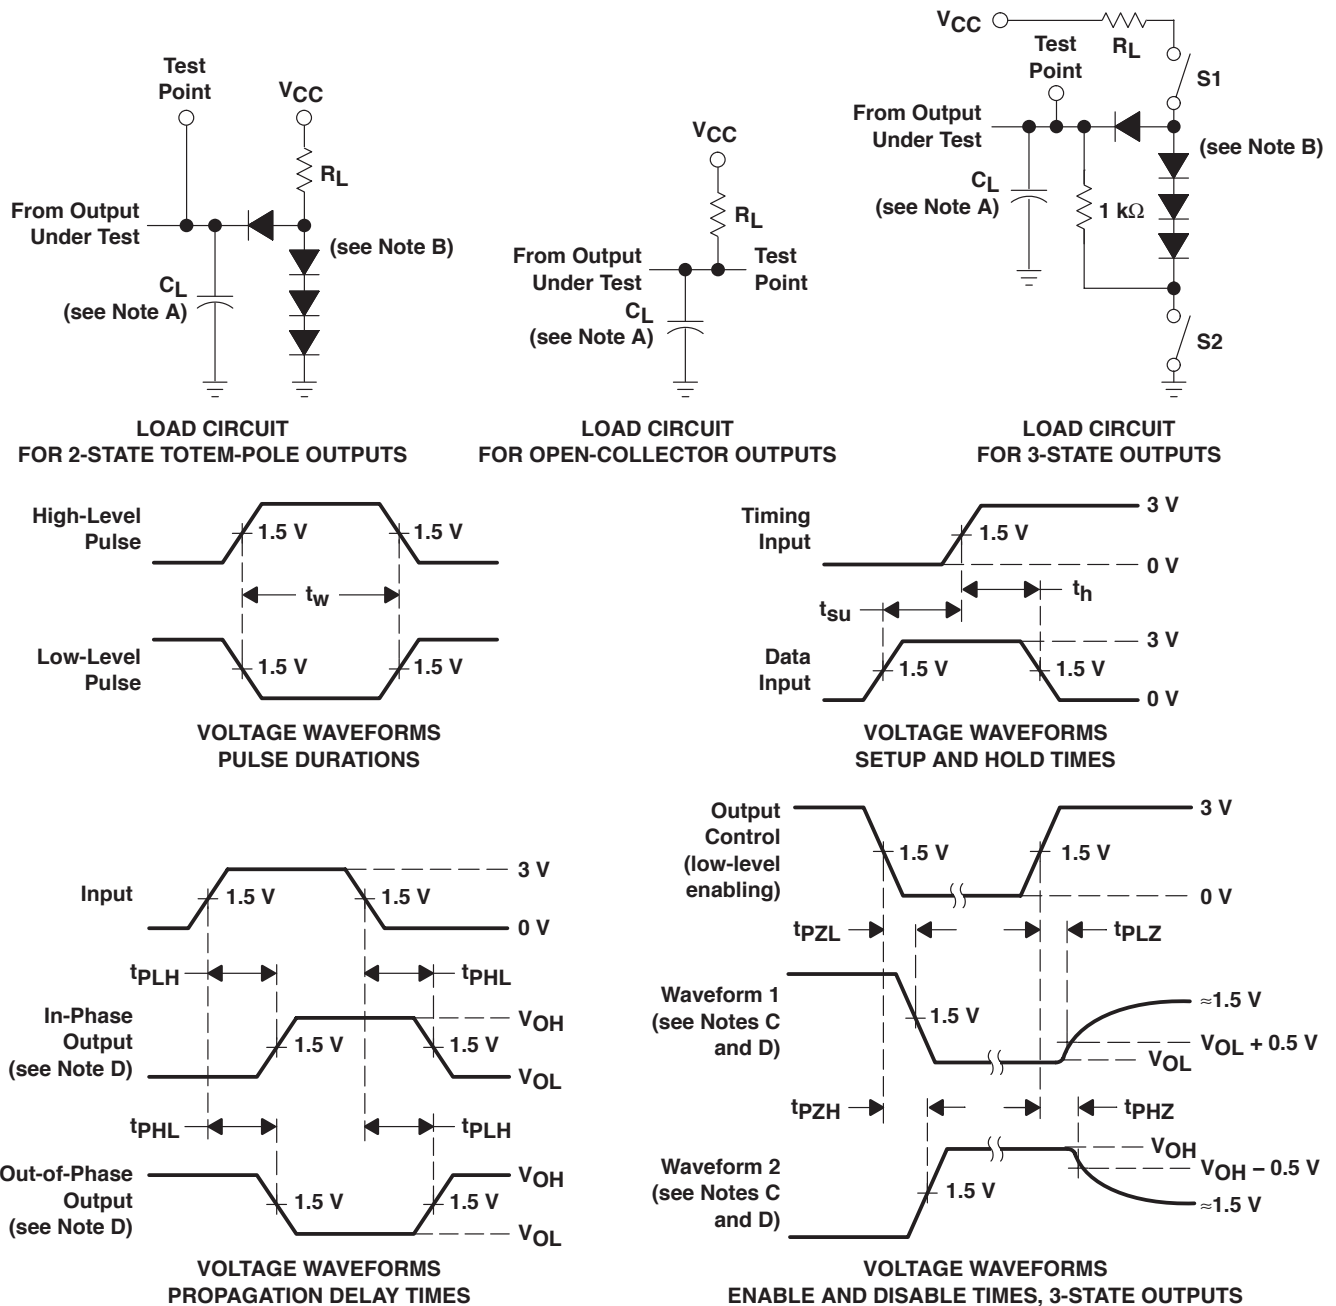 Test
Point
VCC
RL
From Output
Under Test
(see Note B)
CL
(see Note A)
LOAD CIRCUIT
FOR 2-STATE TOTEM-POLE OUTPUTS
VCC
RL
From Output
Under Test
Test
Point
CL
(see Note A)
LOAD CIRCUIT
FOR OPEN-COLLECTOR OUTPUTS
VCC
RL
Test
Point
S1
From Output
Under Test
(see Note B)
CL
(see Note A)
1 kΩ
S2
LOAD CIRCUIT
FOR 3-STATE OUTPUTS
High-Level
Pulse
1.5 V
1.5 V
tw
Low-Level
Pulse
1.5 V
1.5 V
VOLTAGE WAVEFORMS
PULSE DURATIONS
Timing
Input
1.5 V
3 V
0 V
th
tsu
Data
Input
1.5 V
1.5 V
3 V
0 V
VOLTAGE WAVEFORMS
SETUP AND HOLD TIMES
Input
1.5 V
1.5 V
3 V
0 V
tPLH
tPHL
In-Phase
Output
(see Note D)
1.5 V
1.5 V
VOH
VOL
tPHL
tPLH
Out-of-Phase
Output
(see Note D)
1.5 V
1.5 V
VOH
VOL
VOLTAGE WAVEFORMS
PROPAGATION DELAY TIMES
Output
Control
(low-level
enabling)
1.5 V
1.5 V
3 V
0 V
tPZL
tPLZ
Waveform 1
(see Notes C
and D)
1.5 V
≈1.5 V
VOL + 0.5 V
VOL
tPZH
tPHZ
Waveform 2
(see Notes C
and D)
1.5 V
VOH
VOH − 0.5 V
≈1.5 V
VOLTAGE WAVEFORMS
ENABLE AND DISABLE TIMES, 3-STATE OUTPUTS